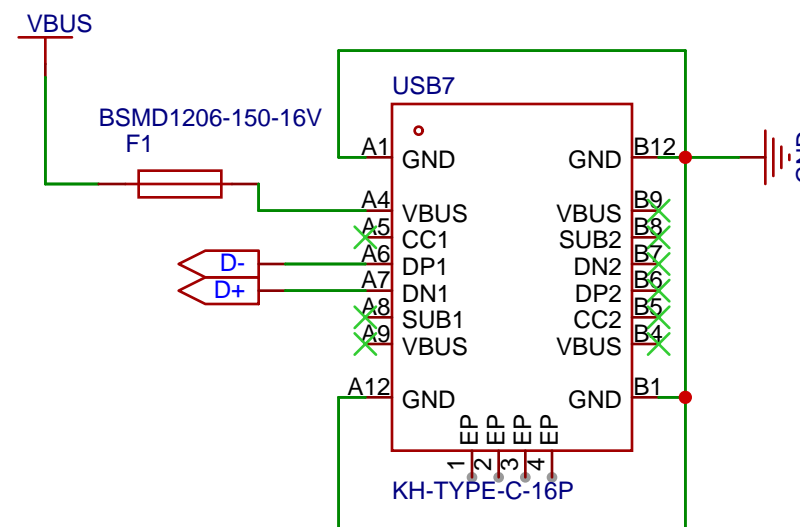 VBUS
USB7
BSMD1206-150-16V
F1
A1 GND GND B12
GND
A4 VBUS VBUS B9
A5 CC1 SUB2 B8
D- A6 DP1 DN2 B7
D+ A7 DN1 DP2 B6
A8 SUB1 CC2 B5
A9 VBUS VBUS B4
A12 GND GND B1
EP EP EP EP
1 2 3 4
KH-TYPE-C-16P